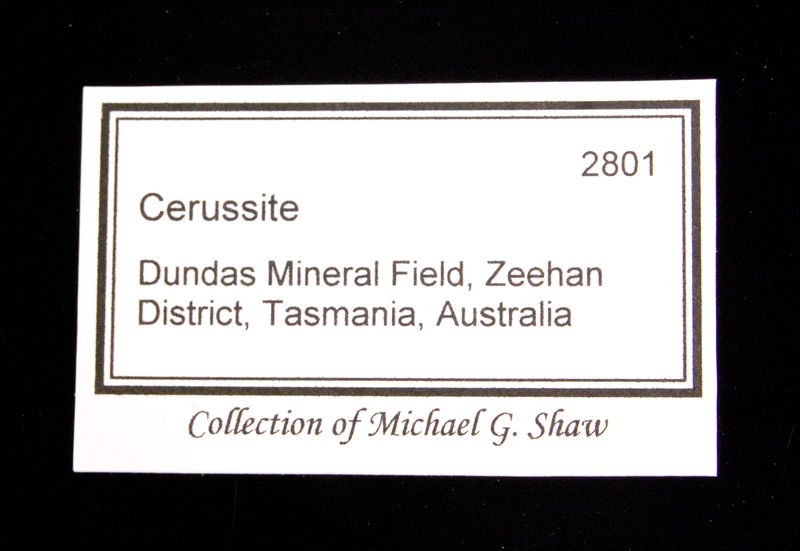 2801
Cerussite
Dundas Mineral Field, Zeehan
District, Tasmania, Australia
Collection of Michael G. Shaw